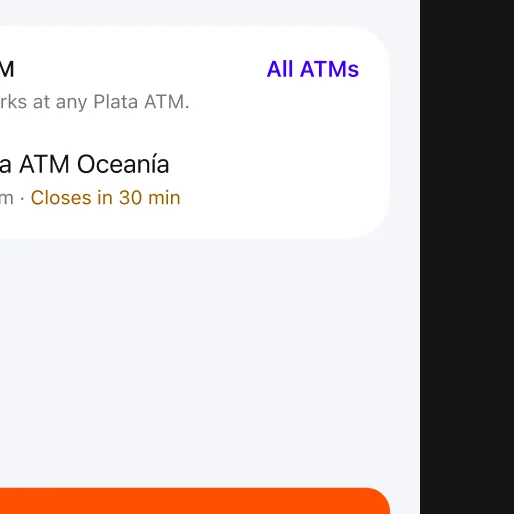 M All ATMs
rks at any Plata ATM.
a ATM Oceanía
m · Closes in 30 min